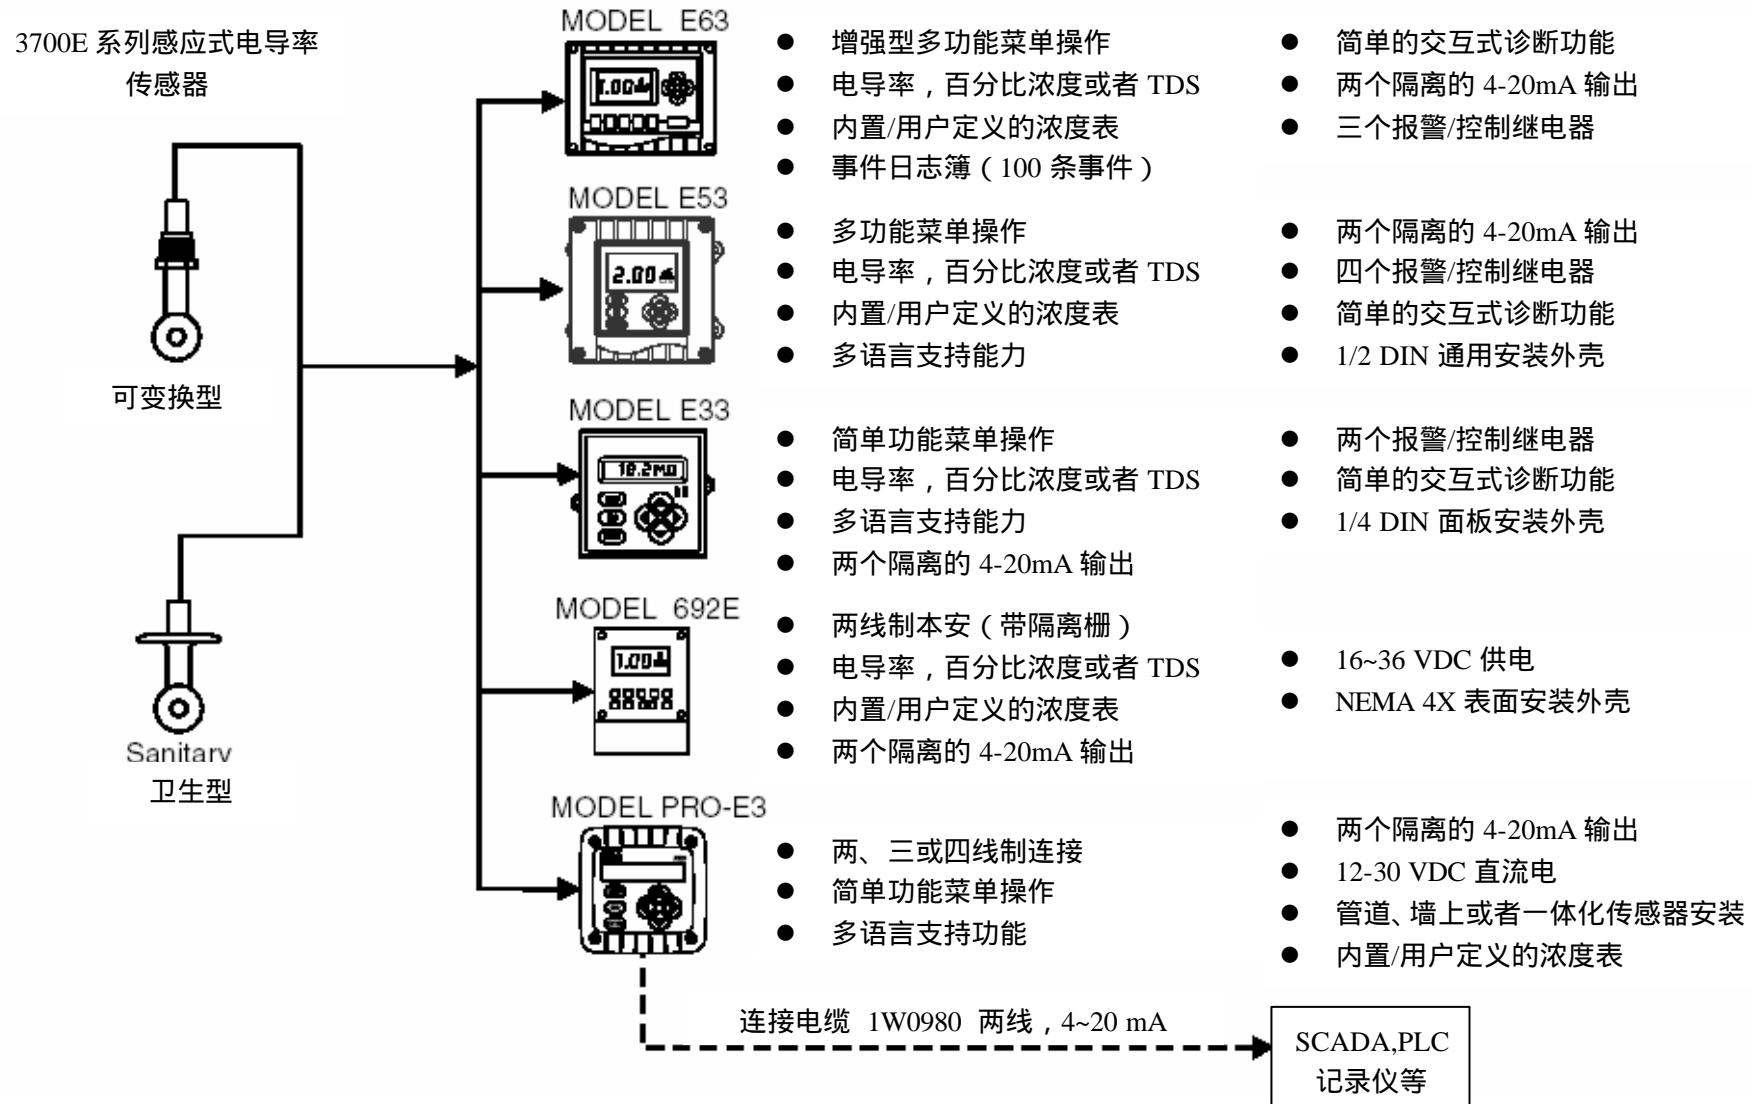 3700E 系列感应式电导率
传感器
可变换型
Sanitary
卫生型
MODEL E63
1.00
● 增强型多功能菜单操作
● 电导率，百分比浓度或者 TDS
● 内置/用户定义的浓度表
● 事件日志簿（100 条事件）
● 简单的交互式诊断功能
● 两个隔离的 4-20mA 输出
● 三个报警/控制继电器
MODEL E53
2.00
● 多功能菜单操作
● 电导率，百分比浓度或者 TDS
● 内置/用户定义的浓度表
● 多语言支持能力
● 两个隔离的 4-20mA 输出
● 四个报警/控制继电器
● 简单的交互式诊断功能
● 1/2 DIN 通用安装外壳
MODEL E33
18.2MΩ
● 简单功能菜单操作
● 电导率，百分比浓度或者 TDS
● 多语言支持能力
● 两个隔离的 4-20mA 输出
● 两个报警/控制继电器
● 简单的交互式诊断功能
● 1/4 DIN 面板安装外壳
MODEL 692E
1.00
● 两线制本安（带隔离栅）
● 电导率，百分比浓度或者 TDS
● 内置/用户定义的浓度表
● 两个隔离的 4-20mA 输出
● 16~36 VDC 供电
● NEMA 4X 表面安装外壳
MODEL PRO-E3
● 两、三或四线制连接
● 简单功能菜单操作
● 多语言支持功能
● 两个隔离的 4-20mA 输出
● 12-30 VDC 直流电
● 管道、墙上或者一体化传感器安装
● 内置/用户定义的浓度表
连接电缆 1W0980 两线，4~20 mA
SCADA,PLC
记录仪等